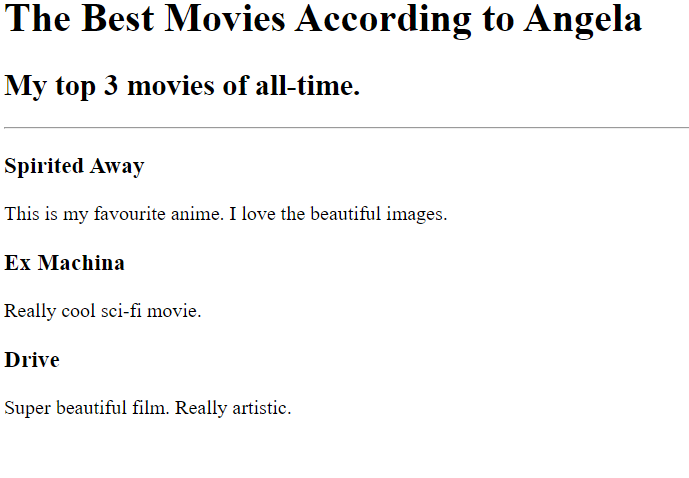 The Best Movies According to Angela
My top 3 movies of all-time.
Spirited Away
This is my favourite anime. I love the beautiful images.
Ex Machina
Really cool sci-fi movie.
Drive
Super beautiful film. Really artistic.